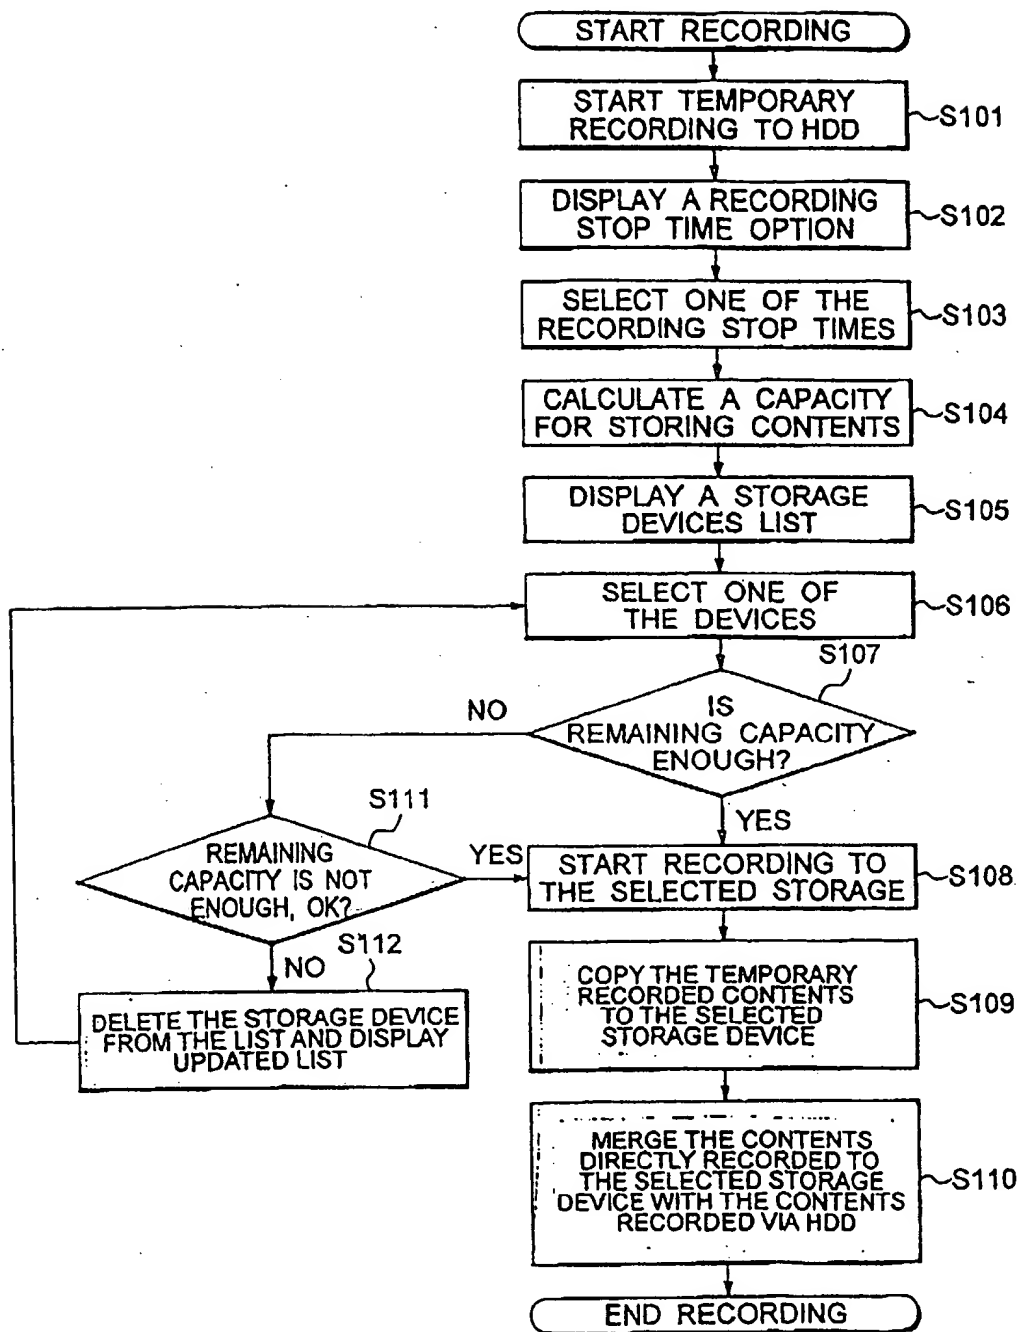 START RECORDING
START TEMPORARY
RECORDING TO HDD
S101
DISPLAY A RECORDING
STOP TIME OPTION
S102
SELECT ONE OF THE
RECORDING STOP TIMES
S103
CALCULATE A CAPACITY
FOR STORING CONTENTS
S104
DISPLAY A STORAGE
DEVICES LIST
S105
SELECT ONE OF
THE DEVICES
S106
S107
IS
REMAINING CAPACITY
ENOUGH?
NO
YES
S111
REMAINING
CAPACITY IS NOT
ENOUGH, OK?
YES
NO
START RECORDING TO
THE SELECTED STORAGE
S108
S112
DELETE THE STORAGE DEVICE
FROM THE LIST AND DISPLAY
UPDATED LIST
COPY THE TEMPORARY
RECORDED CONTENTS
TO THE SELECTED
STORAGE DEVICE
S109
MERGE THE CONTENTS
DIRECTLY RECORDED TO
THE SELECTED STORAGE
DEVICE WITH THE CONTENTS
RECORDED VIA HDD
S110
END RECORDING